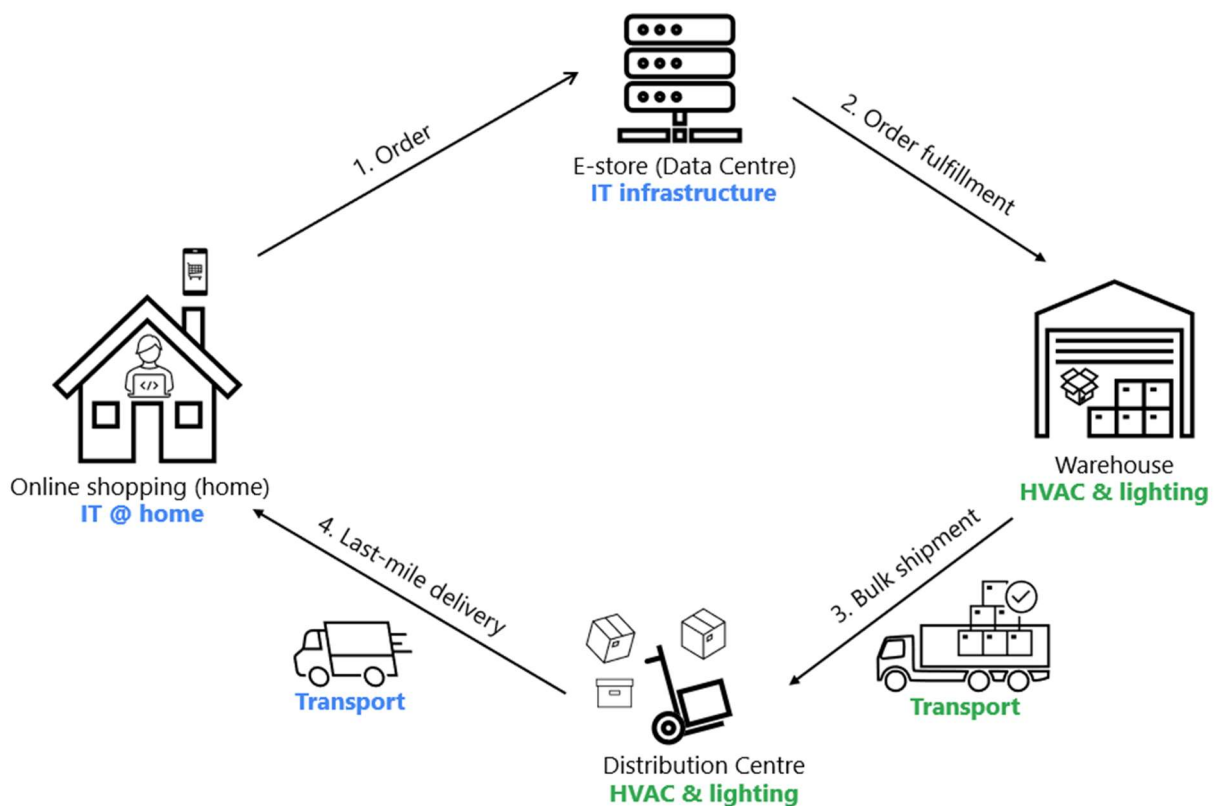 1. Order
E-store (Data Centre)
IT infrastructure
2. Order fulfillment
Online shopping (home)
IT @ home
Warehouse
HVAC & lighting
3. Bulk shipment
Transport
4. Last-mile delivery
Transport
Distribution Centre
HVAC & lighting